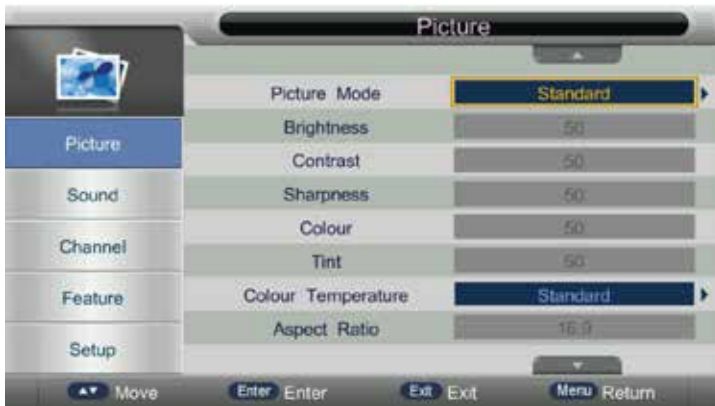 Picture
Picture
Sound
Channel
Feature
Setup
Picture Mode Standard
Brightness 50
Contrast 50
Sharpness 50
Colour 50
Tint 50
Colour Temperature Standard
Aspect Ratio 16:9
Move Enter Enter Exit Exit Menu Return